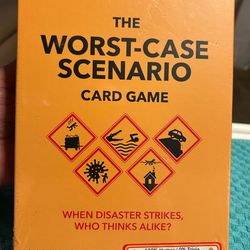 THE
WORST-CASE
SCENARIO
CARD GAME
WHEN DISASTER STRIKES,
WHO THINKS ALIKE?